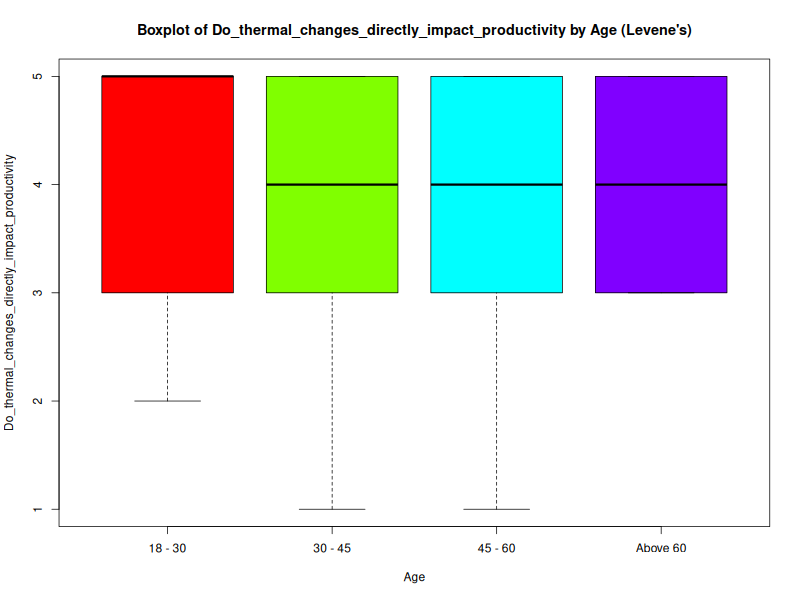 Boxplot of Do_thermal_changes_directly_impact_productivity by Age (Levene's)
Do_thermal_changes_directly_impact_productivity
5
4
3
2
1
18 - 30
30 - 45
45 - 60
Above 60
Age